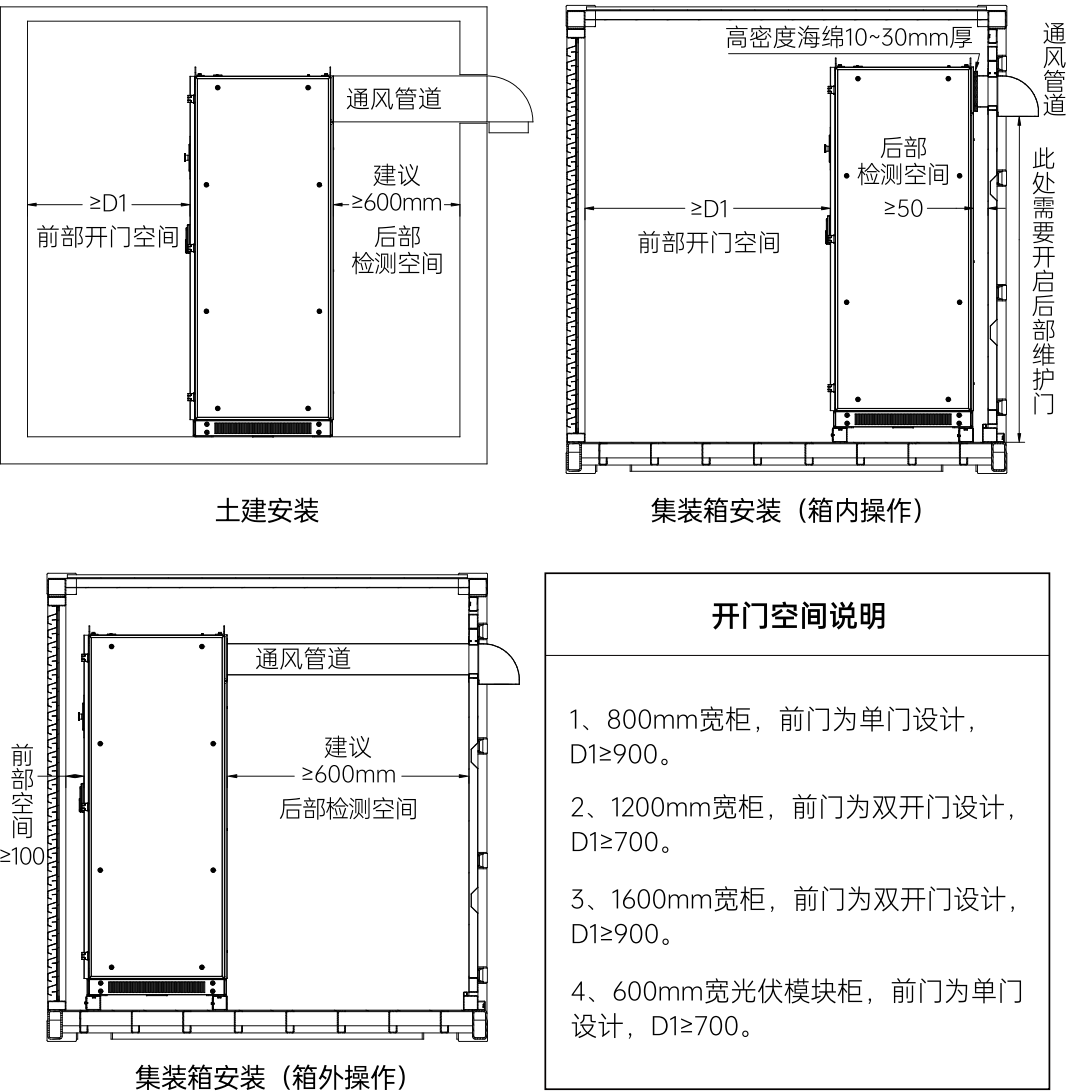 通风管道
≥D1
前部开门空间
建议
≥600mm
后部
检测空间
土建安装
高密度海绵10~30mm厚
通风管道
后部
检测空间
≥50
≥D1
前部开门空间
此处需要开启后部维护门
集装箱安装（箱内操作）
通风管道
前部空间
≥100
建议
≥600mm
后部检测空间
集装箱安装（箱外操作）
开门空间说明
1、800mm宽柜，前门为单门设计，
D1≥900。
2、1200mm宽柜，前门为双开门设计，
D1≥700。
3、1600mm宽柜，前门为双开门设计，
D1≥900。
4、600mm宽光伏模块柜，前门为单门
设计，D1≥700。